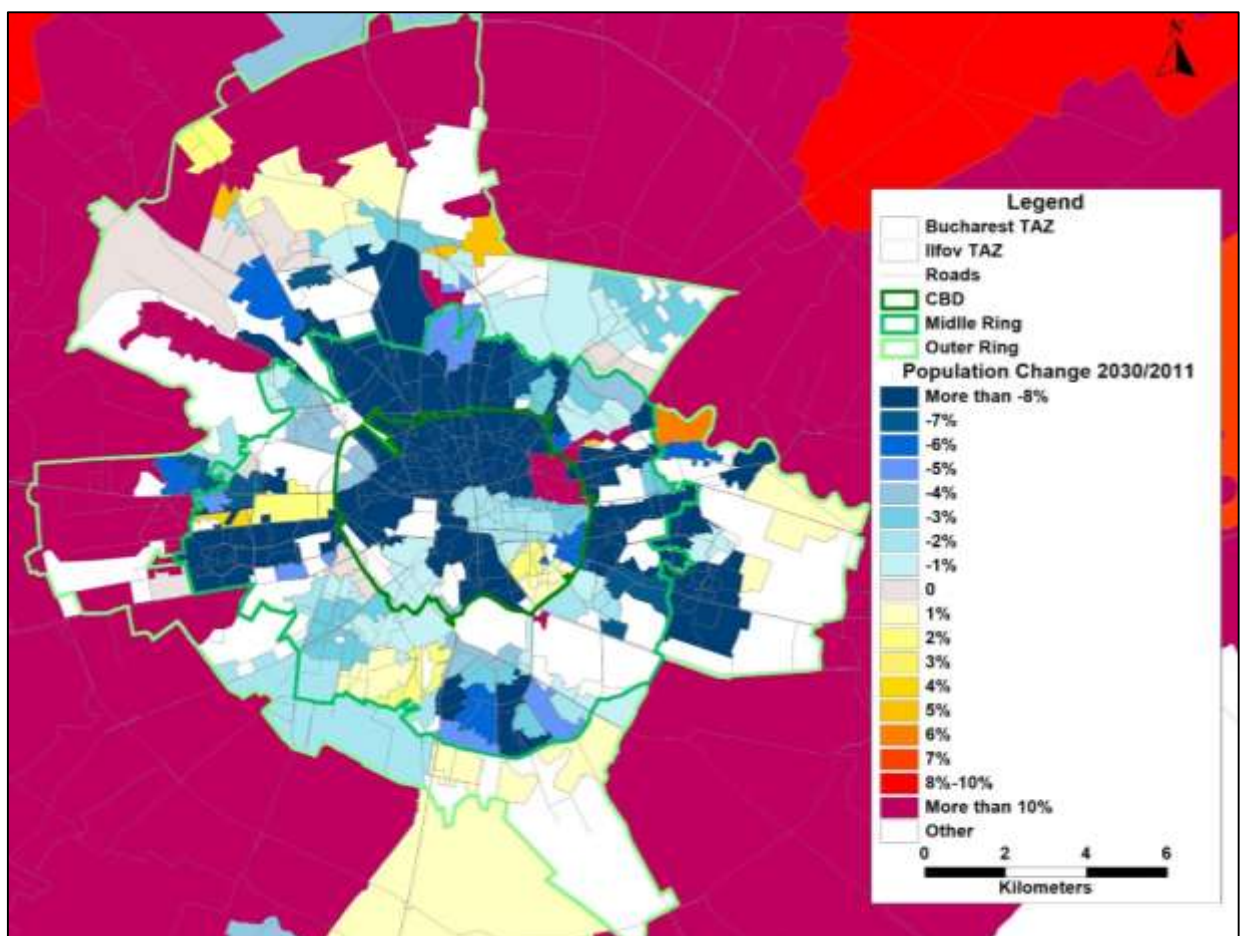 N
Legend
Bucharest TAZ
Ilfov TAZ
Roads
CBD
Midlle Ring
Outer Ring
Population Change 2030/2011
More than -8%
-7%
-6%
-5%
-4%
-3%
-2%
-1%
0
1%
2%
3%
4%
5%
6%
7%
8%-10%
More than 10%
Other
0 2 4 6
Kilometers